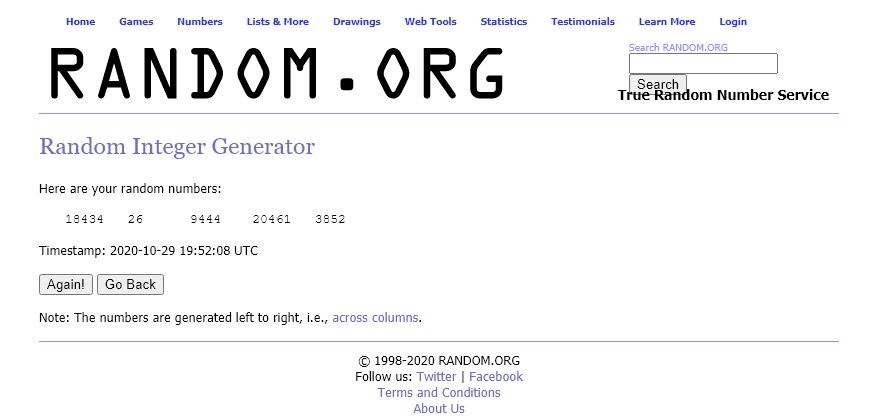 Home Games Numbers Lists & More Drawings Web Tools Statistics Testimonials Learn More Login
RANDOM.ORG
Search RANDOM.ORG
Search
True Random Number Service
Random Integer Generator
Here are your random numbers:
18434 26 9444 20461 3852
Timestamp: 2020-10-29 19:52:08 UTC
Again! Go Back
Note: The numbers are generated left to right, i.e., across columns.
© 1998-2020 RANDOM.ORG
Follow us: Twitter | Facebook
Terms and Conditions
About Us